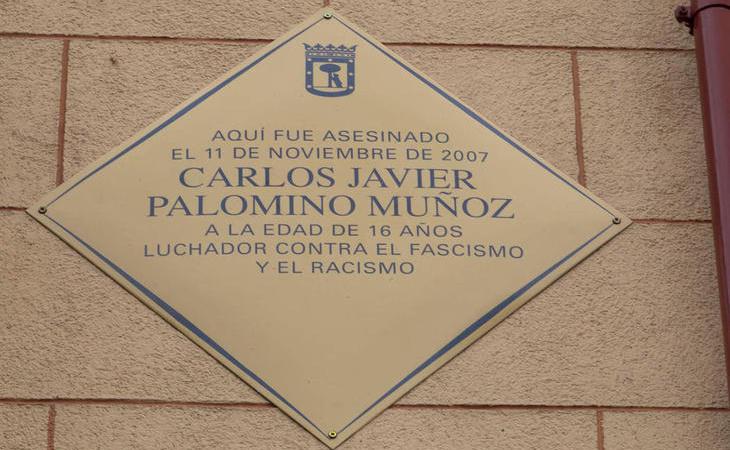 AQUÍ FUE ASESINADO
EL 11 DE NOVIEMBRE DE 2007
CARLOS JAVIER
PALOMINO MUÑOZ
A LA EDAD DE 16 AÑOS
LUCHADOR CONTRA EL FASCISMO
Y EL RACISMO